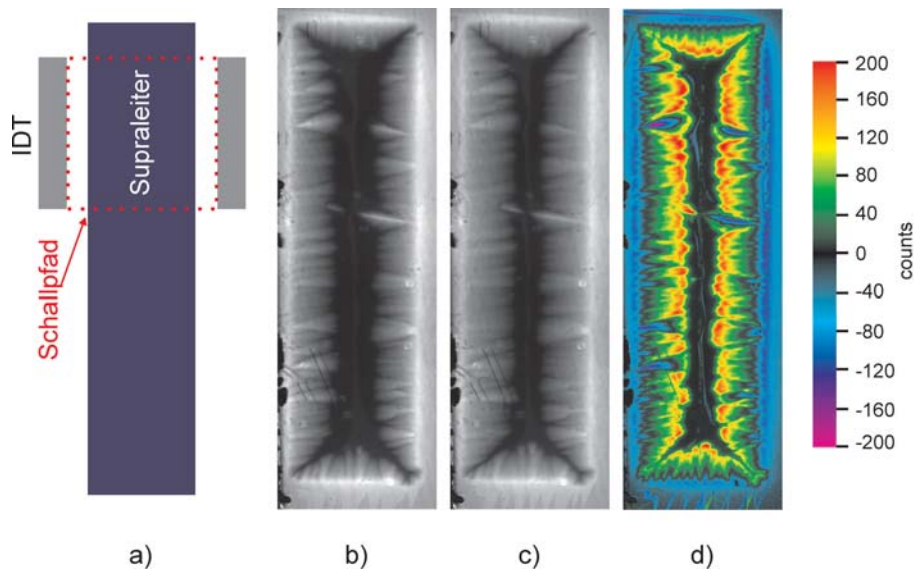 IDT
Supraleiter
Schallpfad
200
160
120
80
40
0
-40
-80
-120
-160
-200
counts
a)
b)
c)
d)